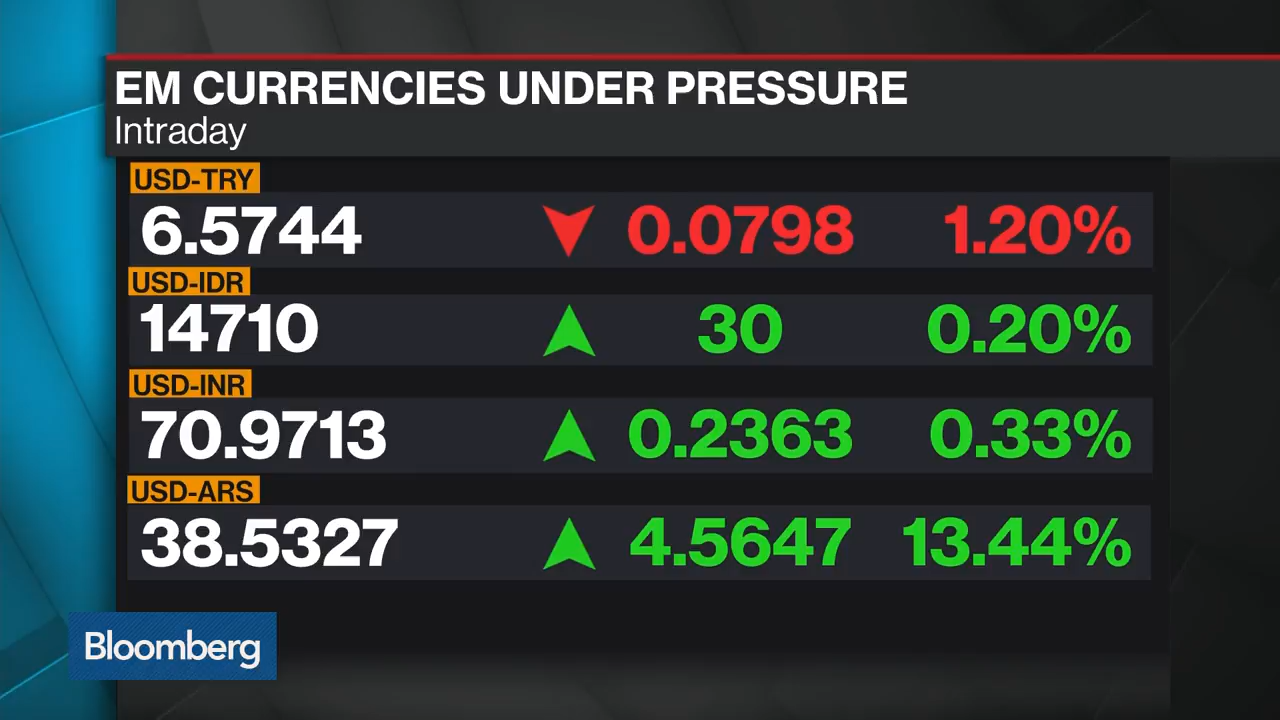 EM CURRENCIES UNDER PRESSURE
Intraday
USD-TRY
6.5744 0.0798 1.20%
USD-IDR
14710 30 0.20%
USD-INR
70.9713 0.2363 0.33%
USD-ARS
38.5327 4.5647 13.44%
Bloomberg